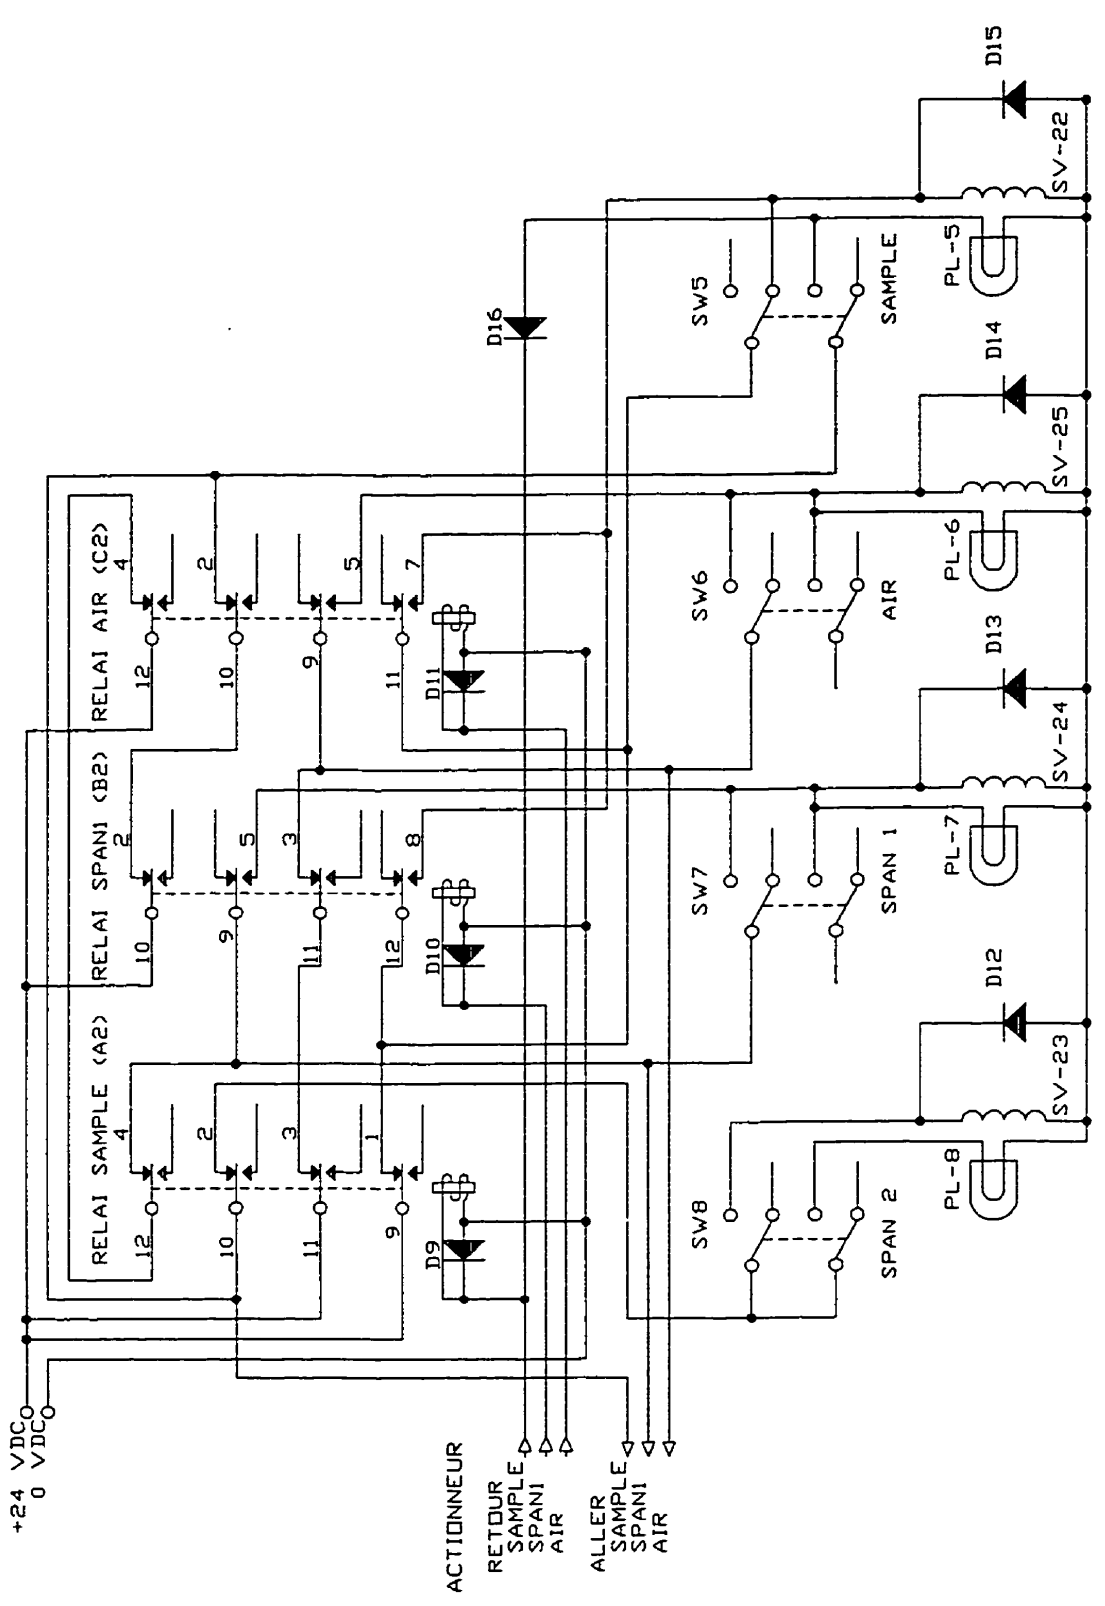 +24 VDC
0 VDC
RELAI SAMPLE (A2)
RELAI SPAN1 (B2)
RELAI AIR (C2)
12
4
10
2
12
4
10
2
9
5
10
2
11
3
11
3
9
5
9
1
12
8
11
7
D9
D10
D11
D16
ACTIONNEUR
RETOUR
SAMPLE
SPAN1
AIR
ALLER
SAMPLE
SPAN1
AIR
SW8
SW7
SW6
SW5
SPAN 2
SPAN 1
AIR
SAMPLE
PL-8
PL-7
PL-6
PL-5
D12
D13
D14
D15
SV-23
SV-24
SV-25
SV-22